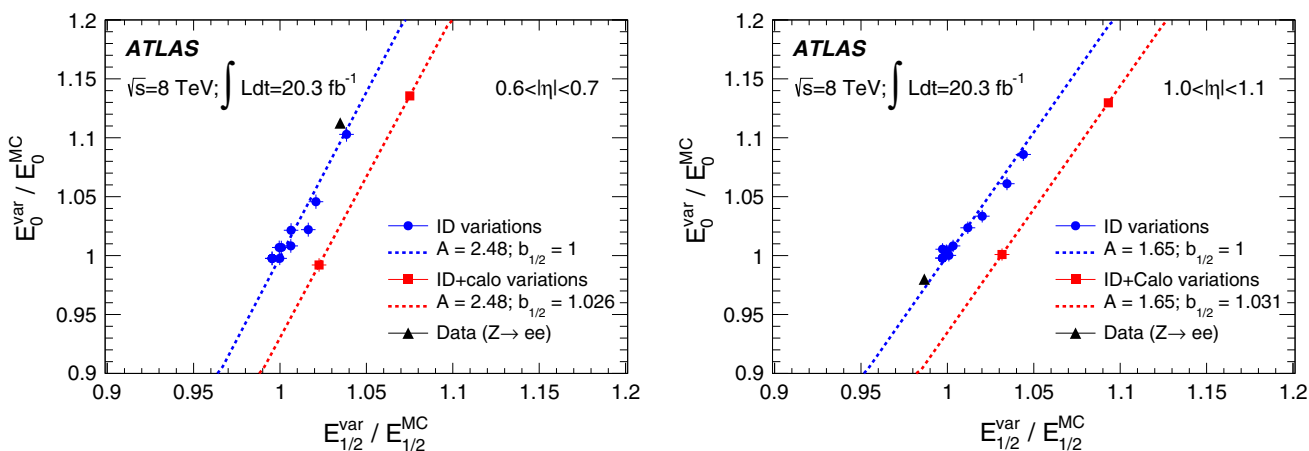 1.2
1.15
1.1
1.05
1
0.95
0.9
E₀^var / E₀^MC
ATLAS
√s=8 TeV; ∫ Ldt=20.3 fb⁻¹
0.6<|η|<0.7
ID variations
A = 2.48; b₁/₂ = 1
ID+calo variations
A = 2.48; b₁/₂ = 1.026
Data (Z→ ee)
0.9 0.95 1 1.05 1.1 1.15 1.2
E₁/₂^var / E₁/₂^MC
1.2
1.15
1.1
1.05
1
0.95
0.9
E₀^var / E₀^MC
ATLAS
√s=8 TeV; ∫ Ldt=20.3 fb⁻¹
1.0<|η|<1.1
ID variations
A = 1.65; b₁/₂ = 1
ID+Calo variations
A = 1.65; b₁/₂ = 1.031
Data (Z→ ee)
0.9 0.95 1 1.05 1.1 1.15 1.2
E₁/₂^var / E₁/₂^MC